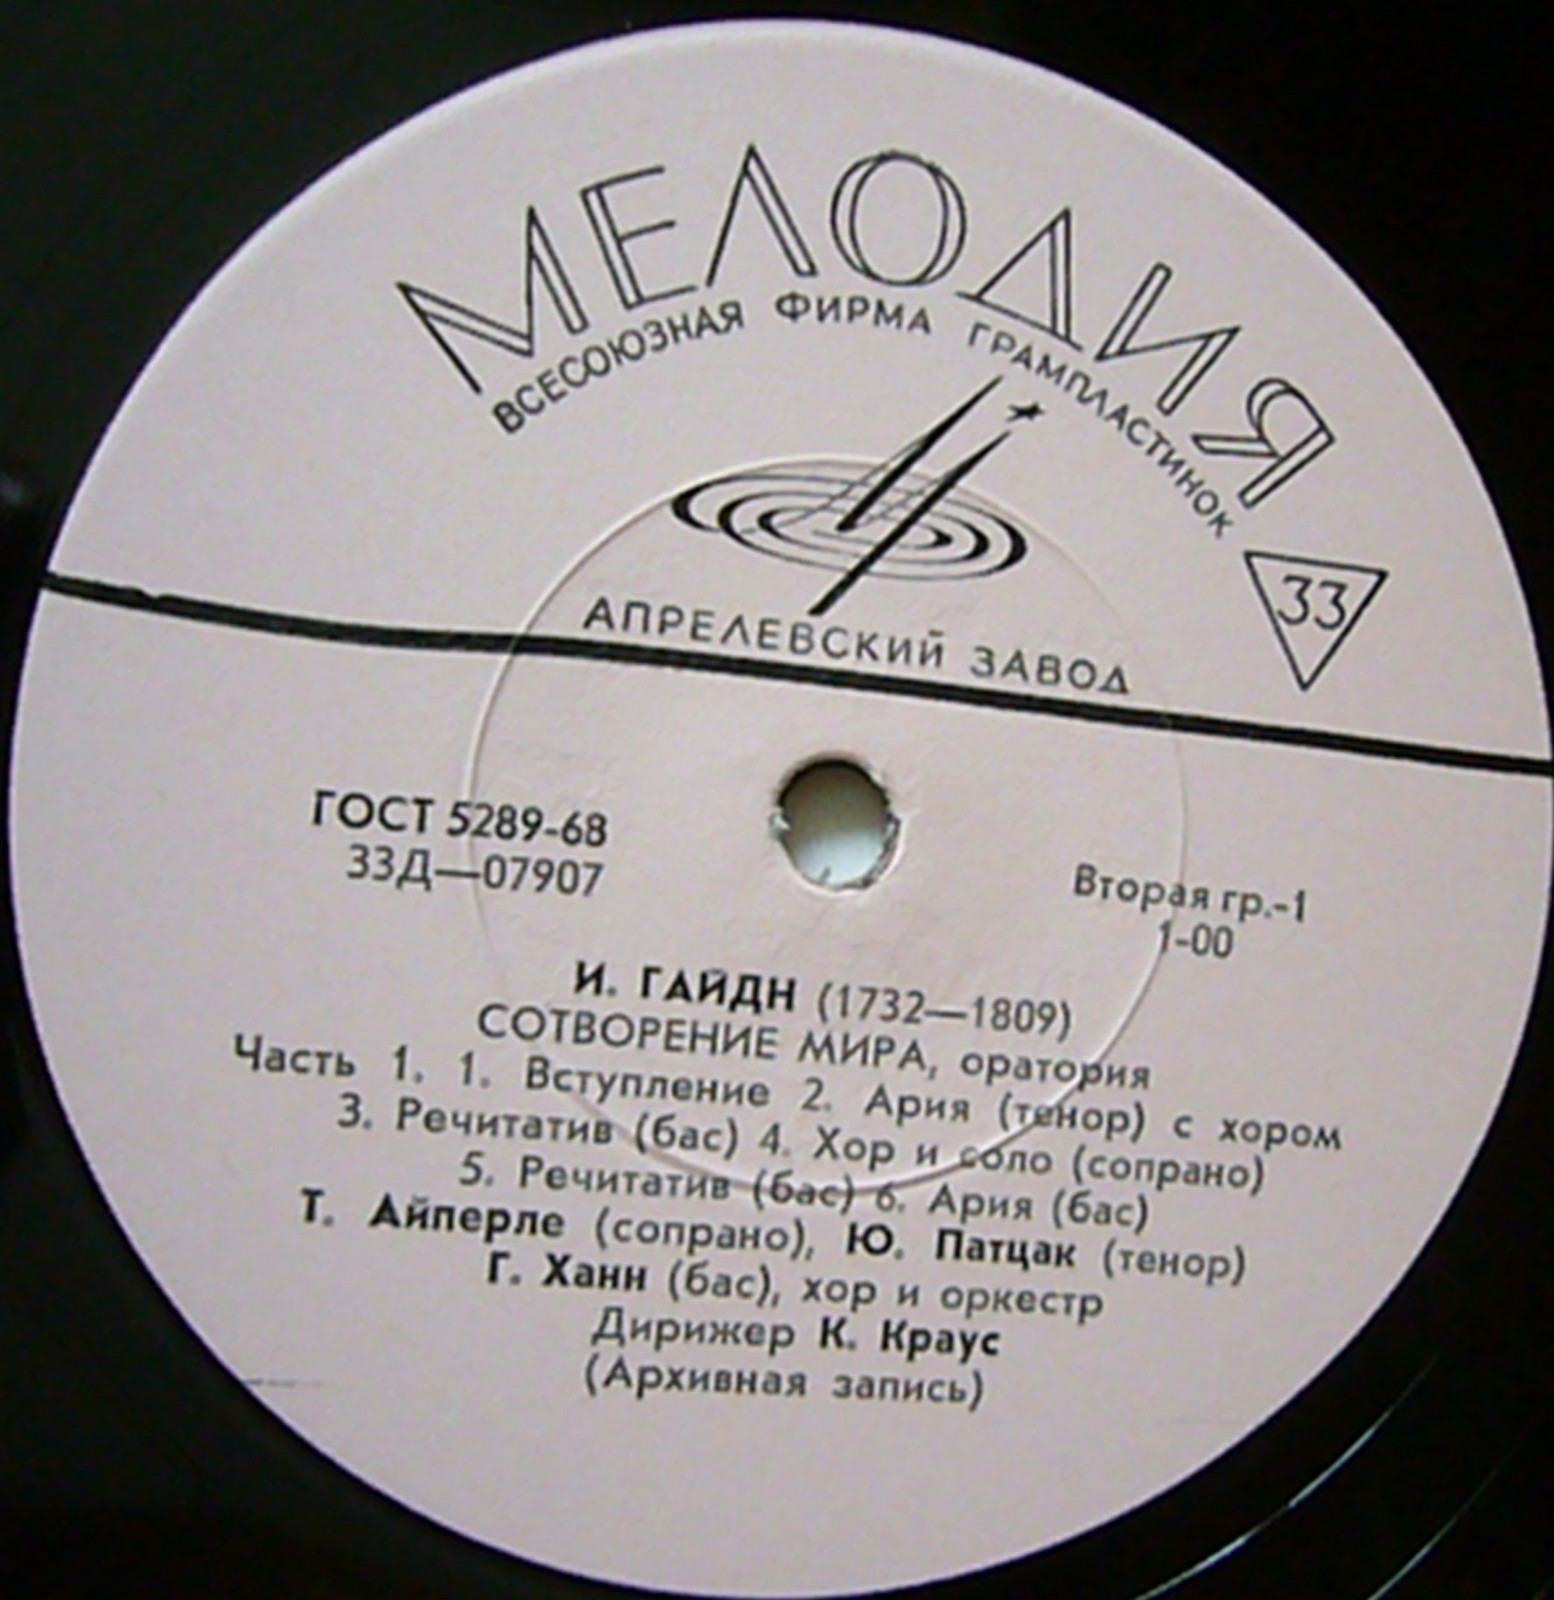 МЕЛОДИЯ
ВСЕСОЮЗНАЯ ФИРМА ГРАМПЛАСТИНОК
33
АПРЕЛЕВСКИЙ ЗАВОД
ГОСТ 5289-68
33Д—07907
Вторая гр.-1
1-00
И. ГАЙДН (1732—1809)
СОТВОРЕНИЕ МИРА, оратория
Часть 1. 1. Вступление 2. Ария (тенор) с хором
3. Речитатив (бас) 4. Хор и соло (сопрано)
5. Речитатив (бас) 6. Ария (бас)
Т. Айперле (сопрано), Ю. Патцак (тенор)
Г. Ханн (бас), хор и оркестр
Дирижер К. Краус
(Архивная запись)